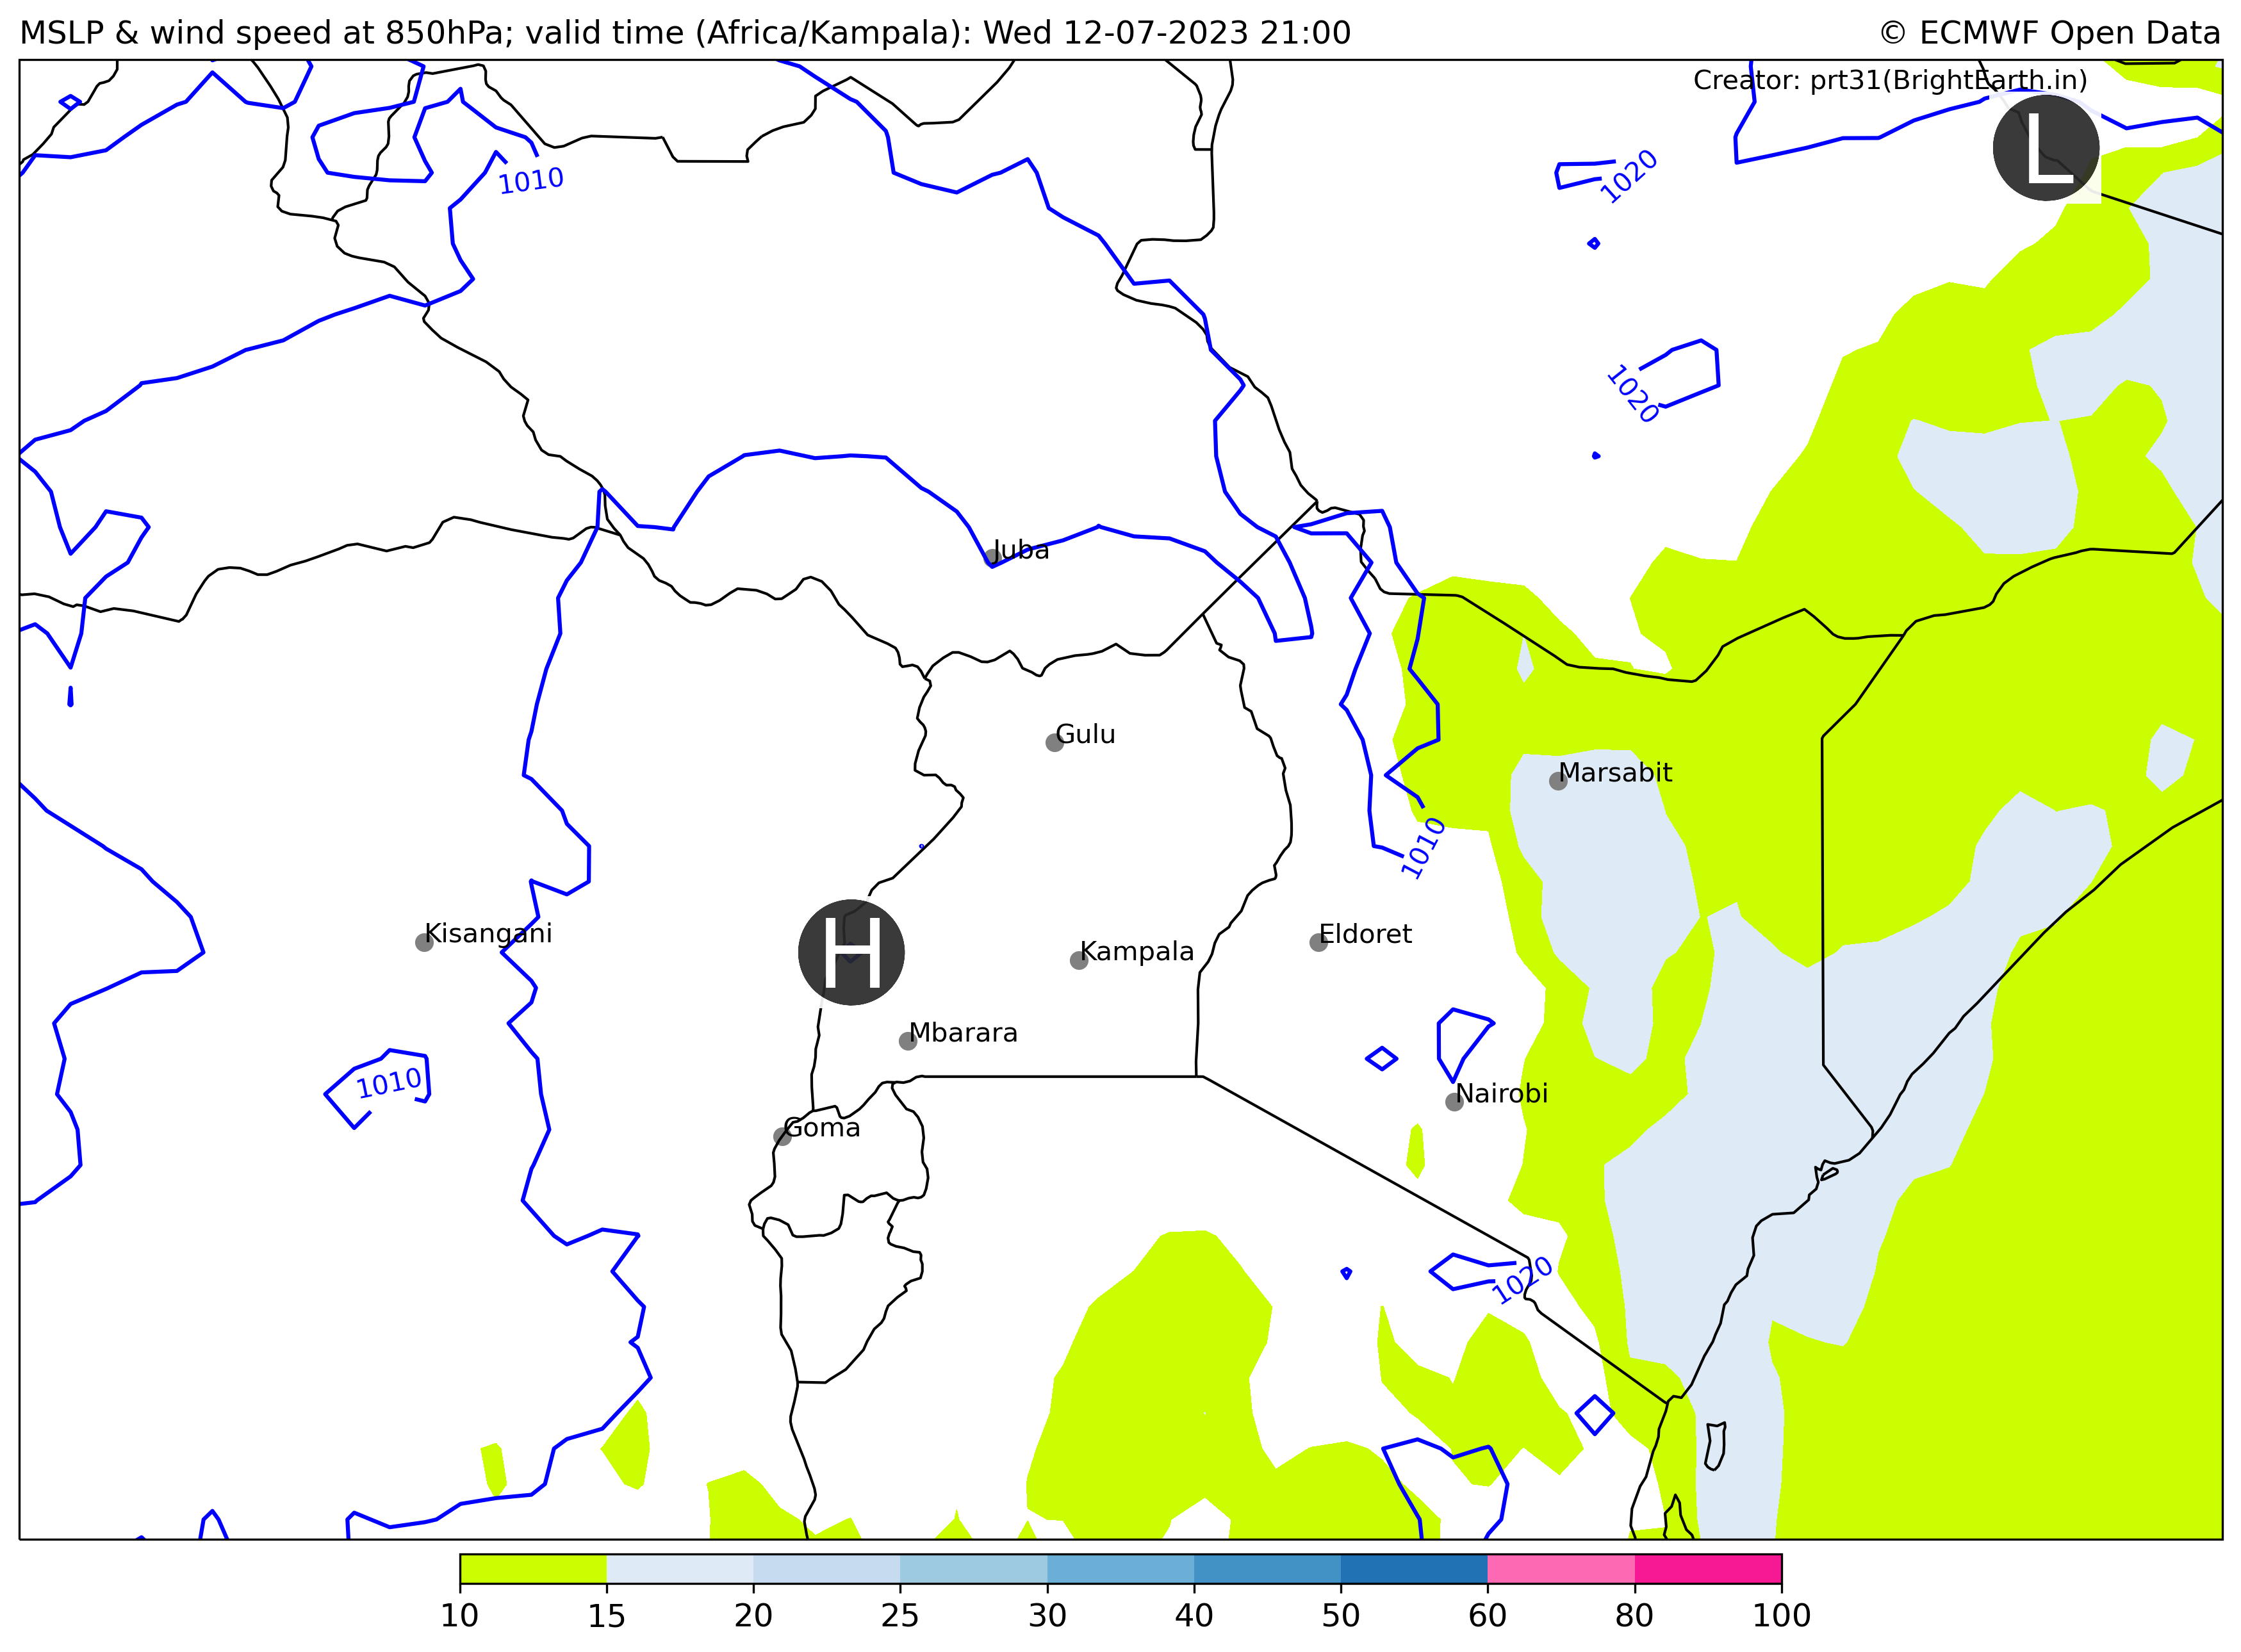 MSLP & wind speed at 850hPa; valid time (Africa/Kampala): Wed 12-07-2023 21:00
© ECMWF Open Data
Creator: prt31(BrightEarth.in)
L
1020
1010
1020
Juba
Gulu
Marsabit
1010
Kisangani
H
Eldoret
Kampala
Mbarara
1010
Nairobi
Goma
1020
10 15 20 25 30 40 50 60 80 100